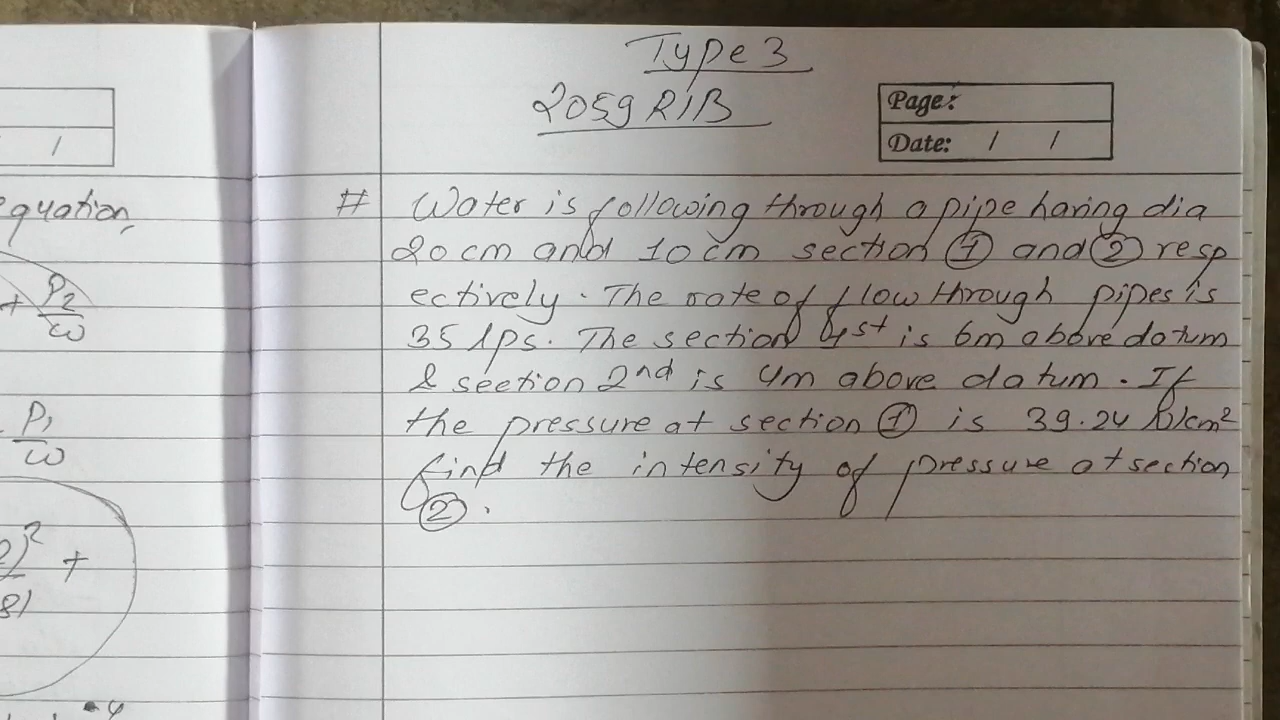 Type 3
2059 R/B
Page:
Date: / /
/
equation,
+ P2/ω
P1/ω
2)² +
81
# Water is following through a pipe having dia
20 cm and 10 cm section ① and ② resp
ectively. The rate of flow through pipes is
35 lps. The section 1st is 6m above datum
& section 2nd is 4m above datum. If
the pressure at section ① is 39.24 N/cm²
find the intensity of pressure at section
②.